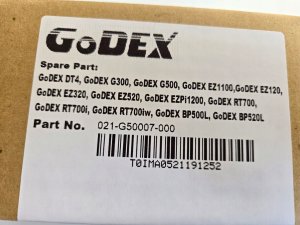 GoDEX
Spare Part:
GoDEX DT4, GoDEX G300, GoDEX G500, GoDEX EZ1100,GoDEX EZ120,
GoDEX EZ320, GoDEX EZ520, GoDEX EZPi1200, GoDEX RT700,
GoDEX RT700i, GoDEX RT700iw, GoDEX BP500L, GoDEX BP520L
Part No. 021-G50007-000
T0IMA0521191252